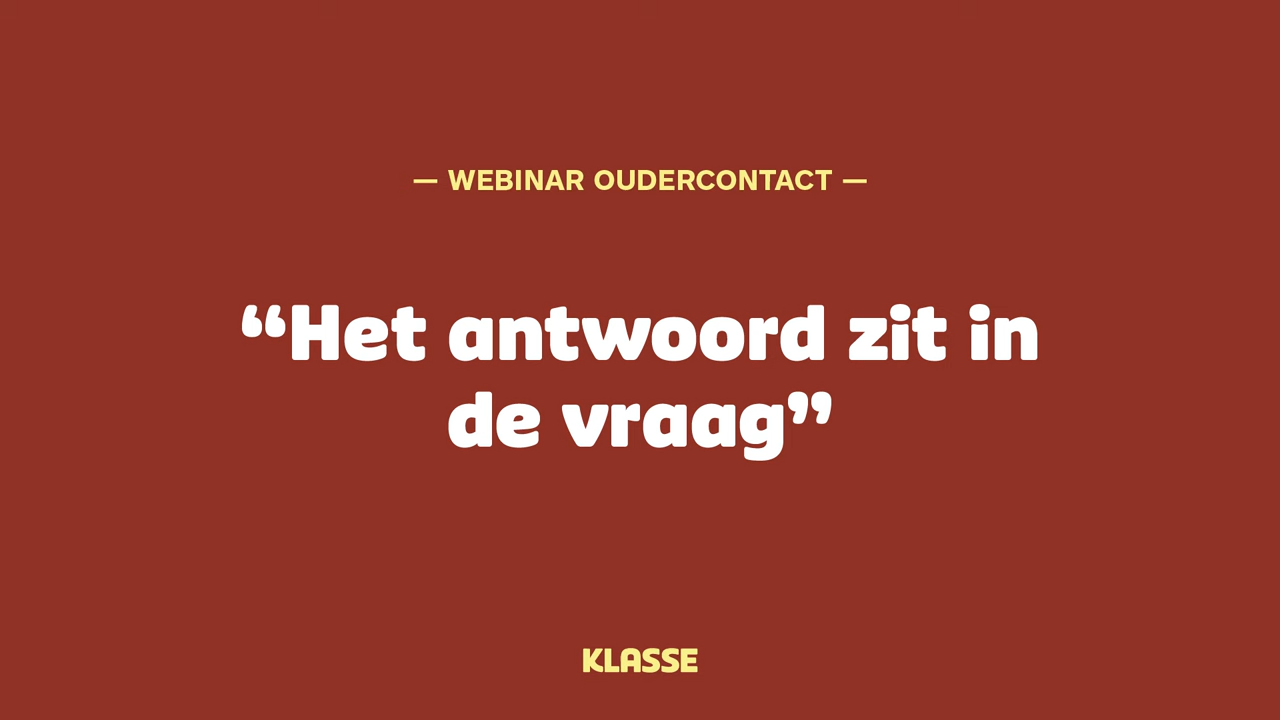 — WEBINAR OUDERCONTACT —
“Het antwoord zit in
de vraag”
KLASSE